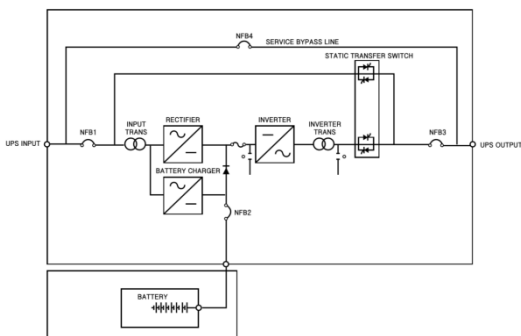 NFB4
SERVICE BYPASS LINE
STATIC TRANSFER SWITCH
INPUT
TRANS
RECTIFIER
INVERTER
INVERTER
TRANS
NFB1
NFB3
UPS INPUT
UPS OUTPUT
BATTERY CHARGER
NFB2
BATTERY